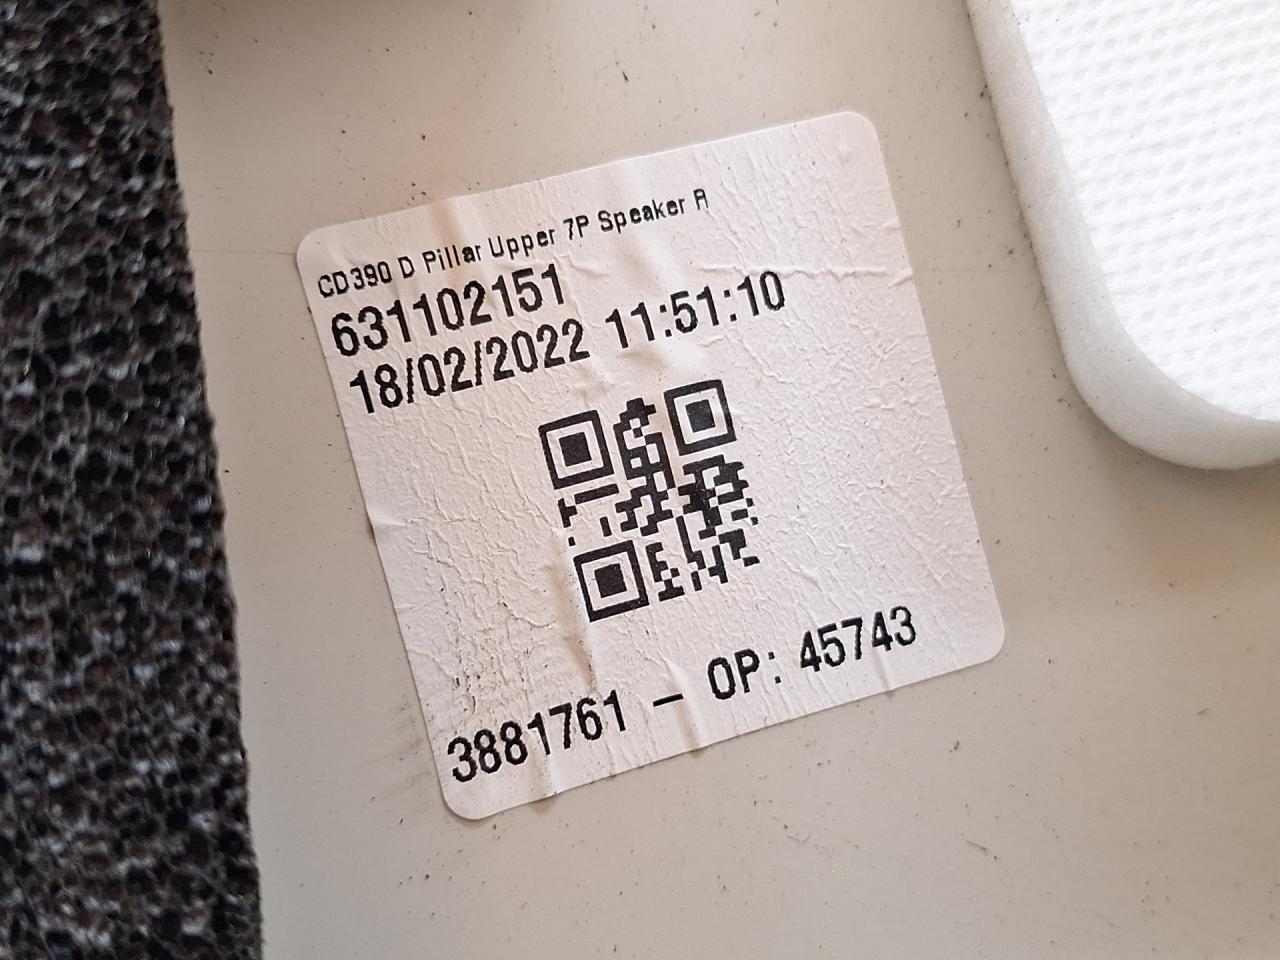 CD390 D Pillar Upper 7P Speaker R
631102151
18/02/2022 11:51:10
3881761 – OP: 45743